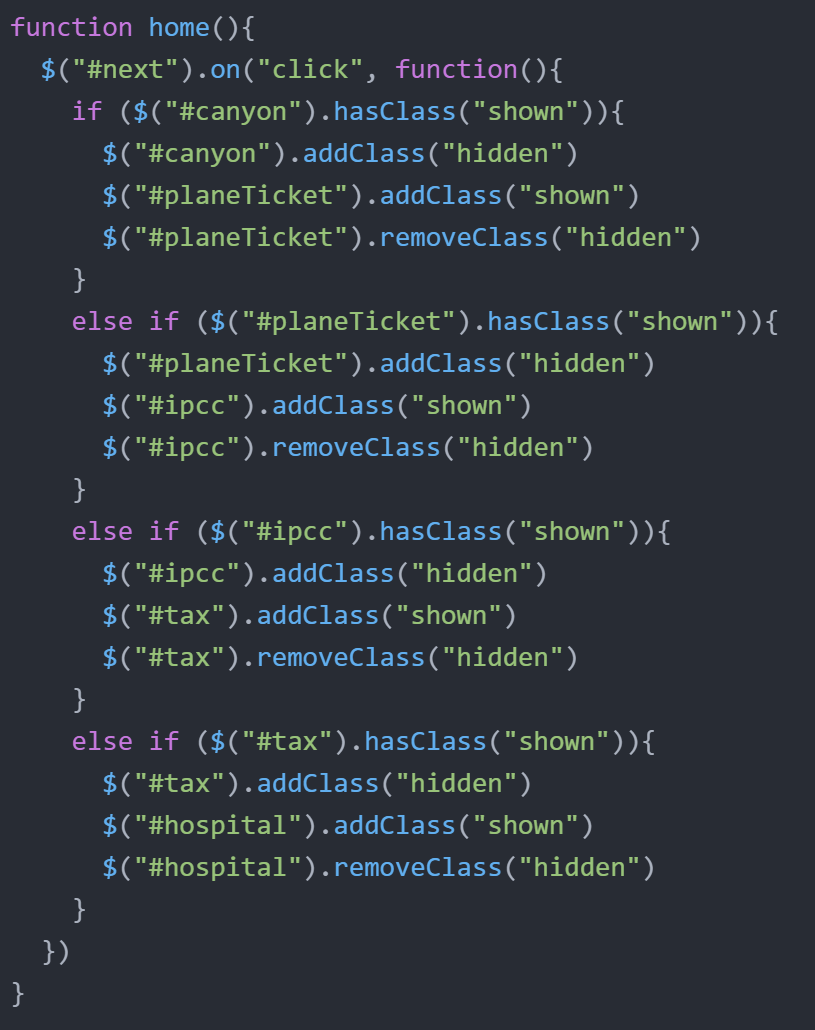 function home(){
  $("#next").on("click", function(){
    if ($("#canyon").hasClass("shown")){
      $("#canyon").addClass("hidden")
      $("#planeTicket").addClass("shown")
      $("#planeTicket").removeClass("hidden")
    }
    else if ($("#planeTicket").hasClass("shown")){
      $("#planeTicket").addClass("hidden")
      $("#ipcc").addClass("shown")
      $("#ipcc").removeClass("hidden")
    }
    else if ($("#ipcc").hasClass("shown")){
      $("#ipcc").addClass("hidden")
      $("#tax").addClass("shown")
      $("#tax").removeClass("hidden")
    }
    else if ($("#tax").hasClass("shown")){
      $("#tax").addClass("hidden")
      $("#hospital").addClass("shown")
      $("#hospital").removeClass("hidden")
    }
  })
}